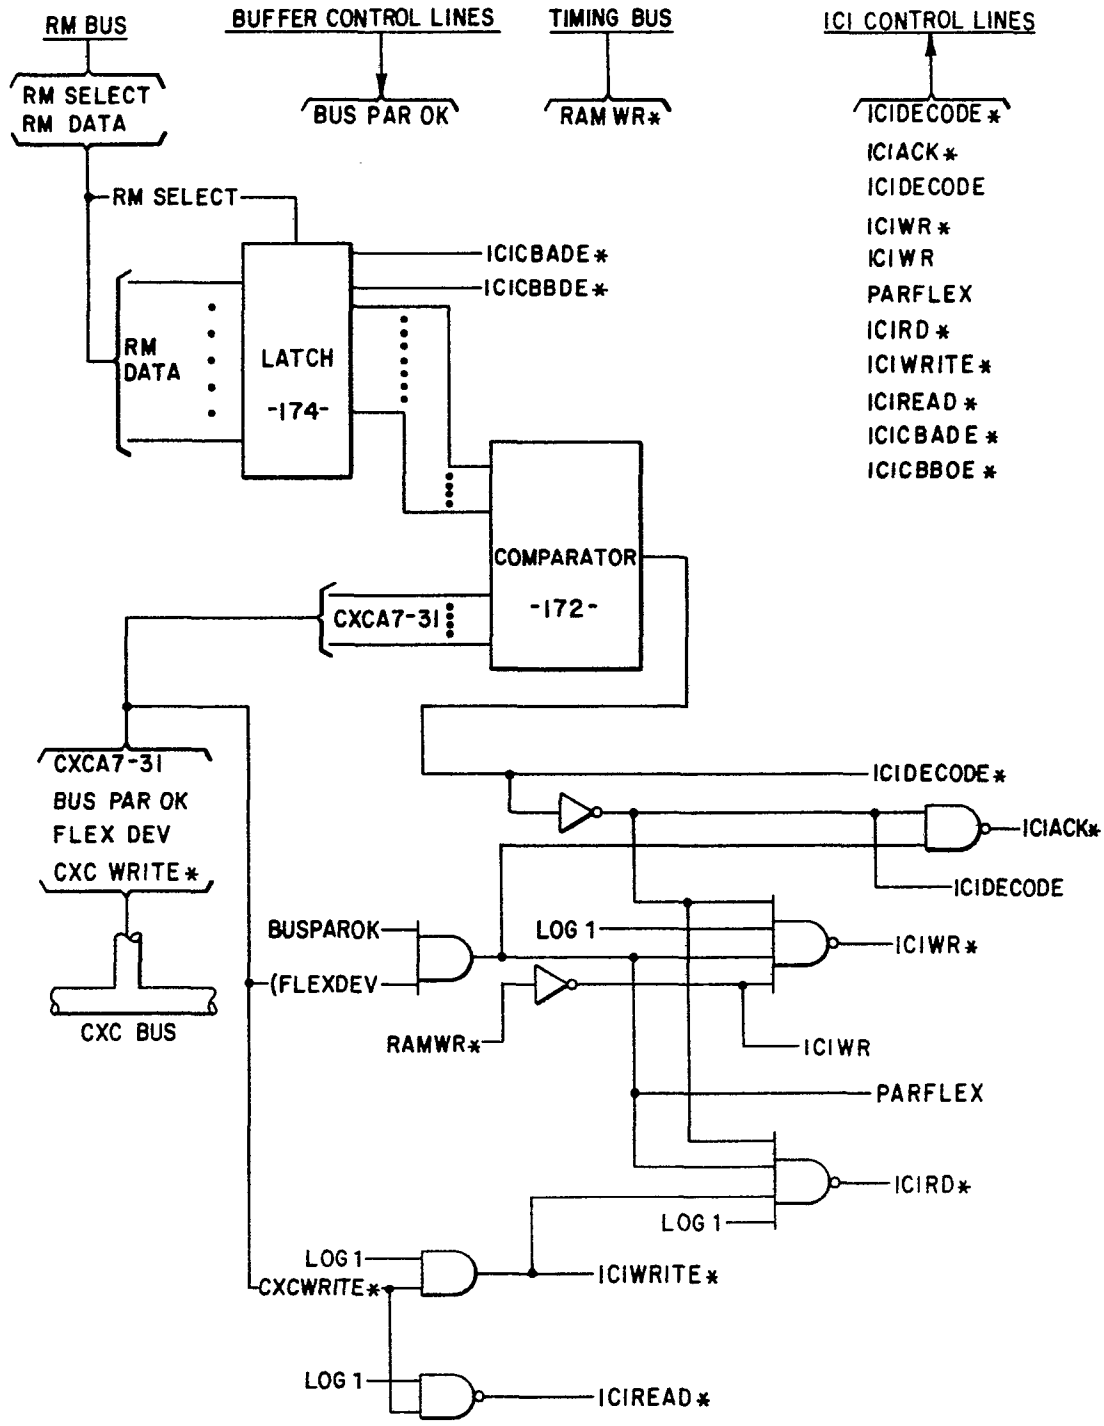 RM BUS
BUFFER CONTROL LINES
TIMING BUS
ICI CONTROL LINES
RM SELECT
RM DATA
BUS PAR OK
RAM WR*
ICIDECODE*
ICIACK*
ICIDECODE
ICIWR*
ICIWR
PARFLEX
ICIRD*
ICIWRITE*
ICIREAD*
ICICBADE*
ICICBBOE*
RM SELECT
ICICBADE*
ICICBBDE*
RM
DATA
LATCH
-174-
COMPARATOR
-172-
CXCA7-31
CXCA7-31
BUS PAR OK
FLEX DEV
CXC WRITE*
CXC BUS
ICIDECODE*
ICIACK*
ICIDECODE
BUSPAROK
LOG 1
ICIWR*
(FLEXDEV
RAMWR*
ICIWR
PARFLEX
ICIRD*
LOG 1
LOG 1
CXCWRITE*
ICIWRITE*
LOG 1
ICIREAD*